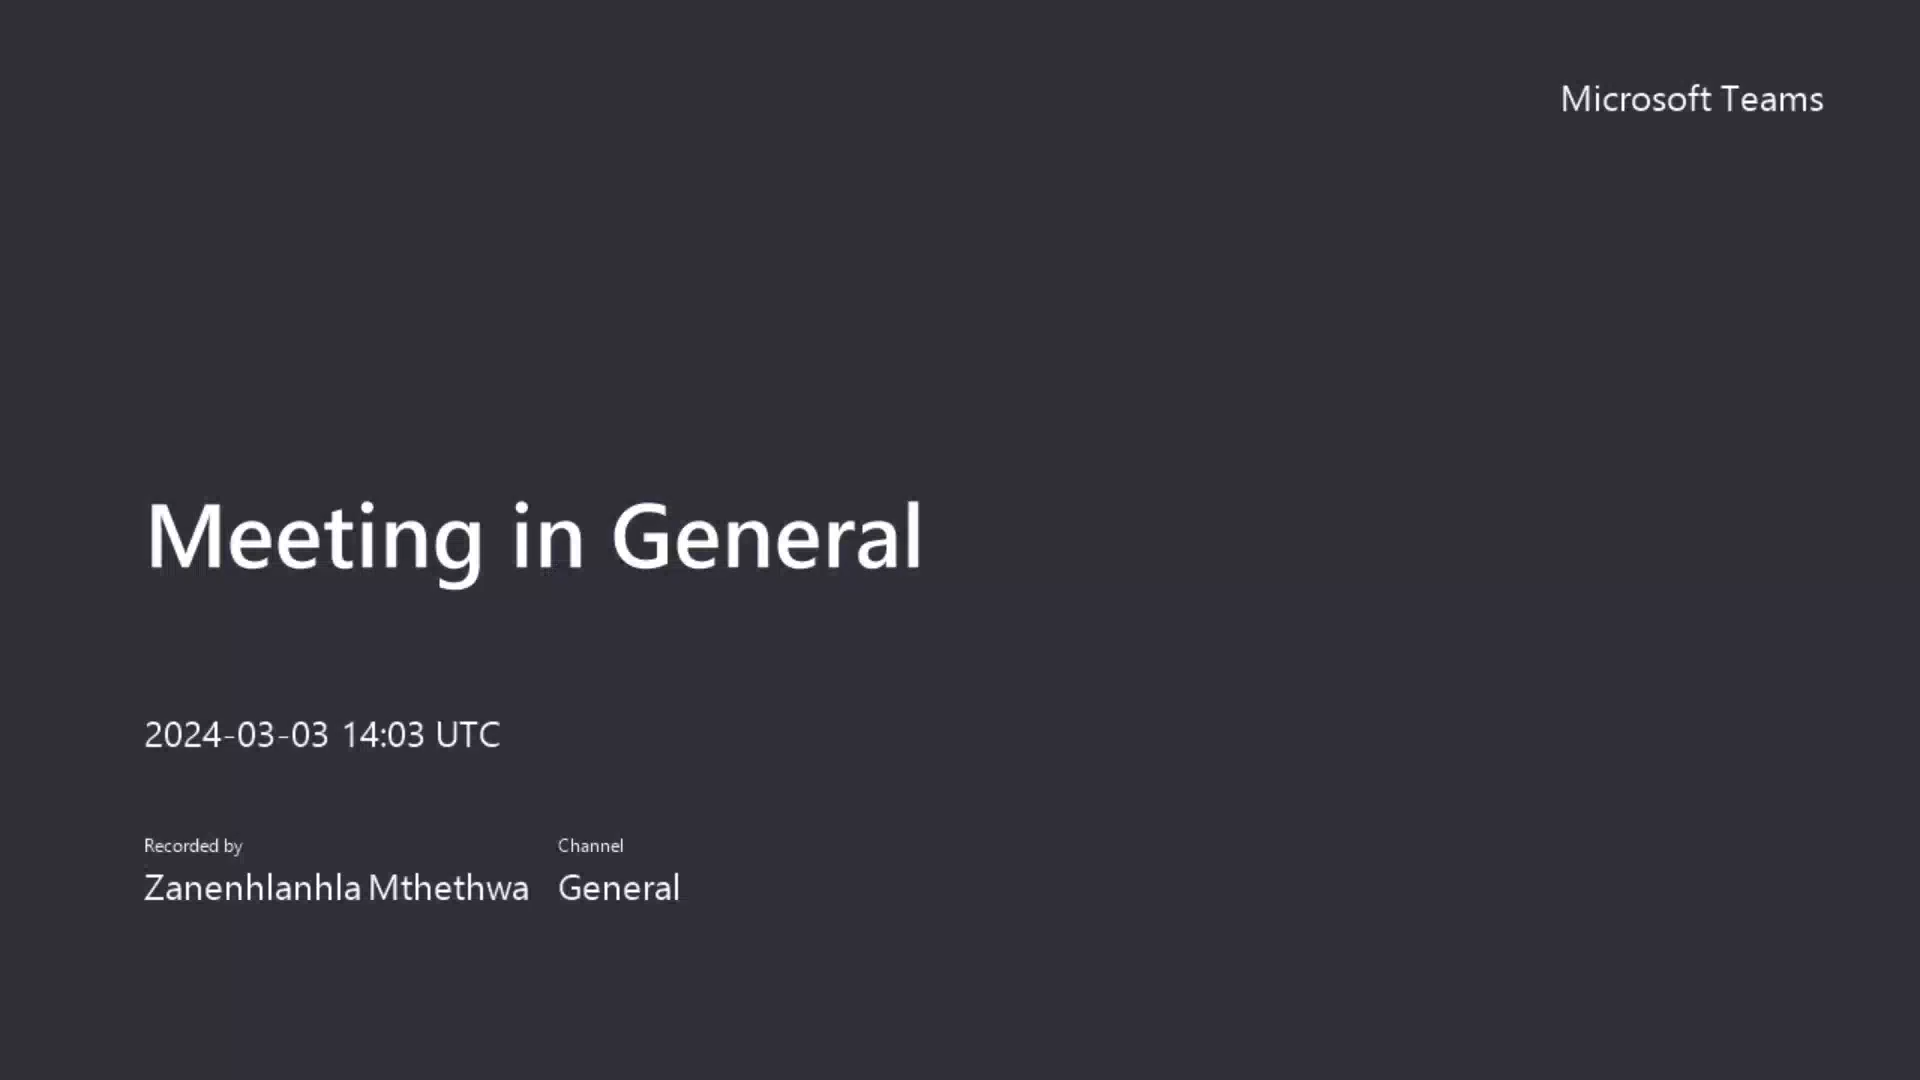 Microsoft Teams
Meeting in General
2024-03-03 14:03 UTC
Recorded by
Zanenhlanhla Mthethwa
Channel
General